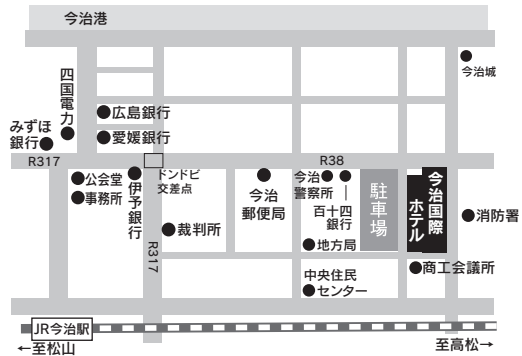 今治港
四国電力
今治城
広島銀行
みずほ
銀行
愛媛銀行
R317
R38
公会堂
事務所
伊予銀行
ドンドビ
交差点
今治
郵便局
今治
警察所
百十四
銀行
駐車場
今治国際
ホテル
消防署
裁判所
地方局
R317
商工会議所
中央住民
センター
JR今治駅
←至松山
至高松→